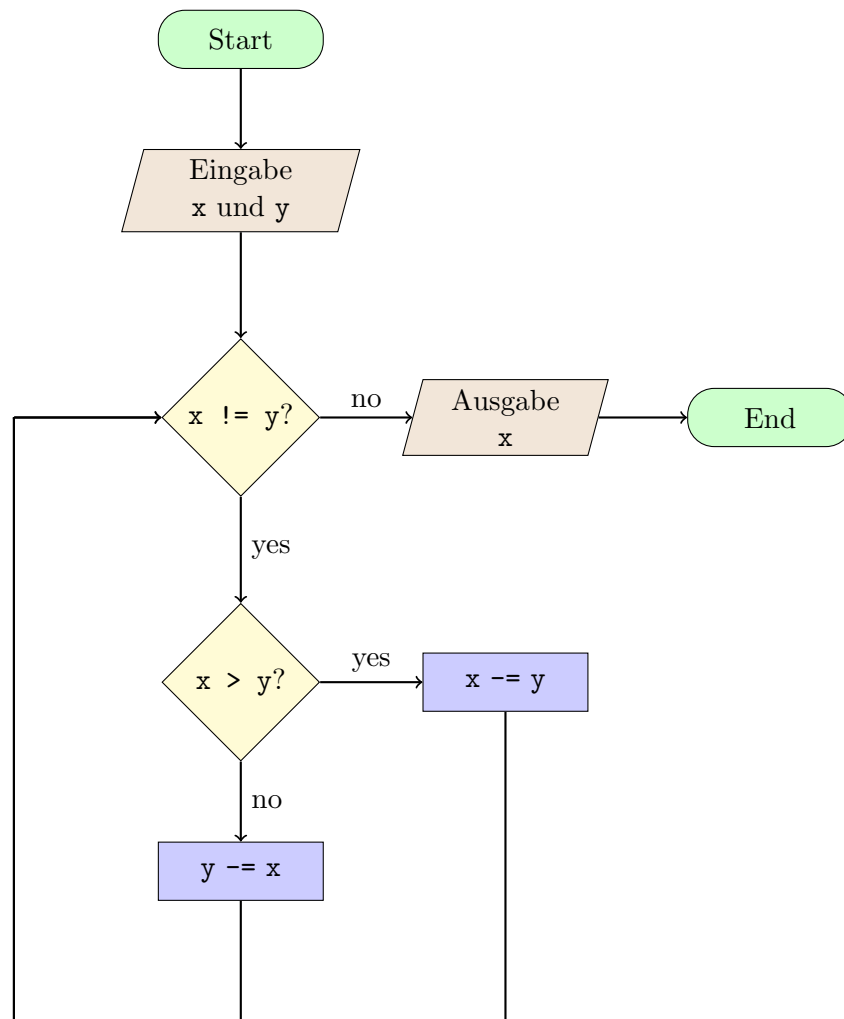 Start
Eingabe
x und y
x != y?
no
Ausgabe
x
End
yes
x > y?
yes
x -= y
no
y -= x